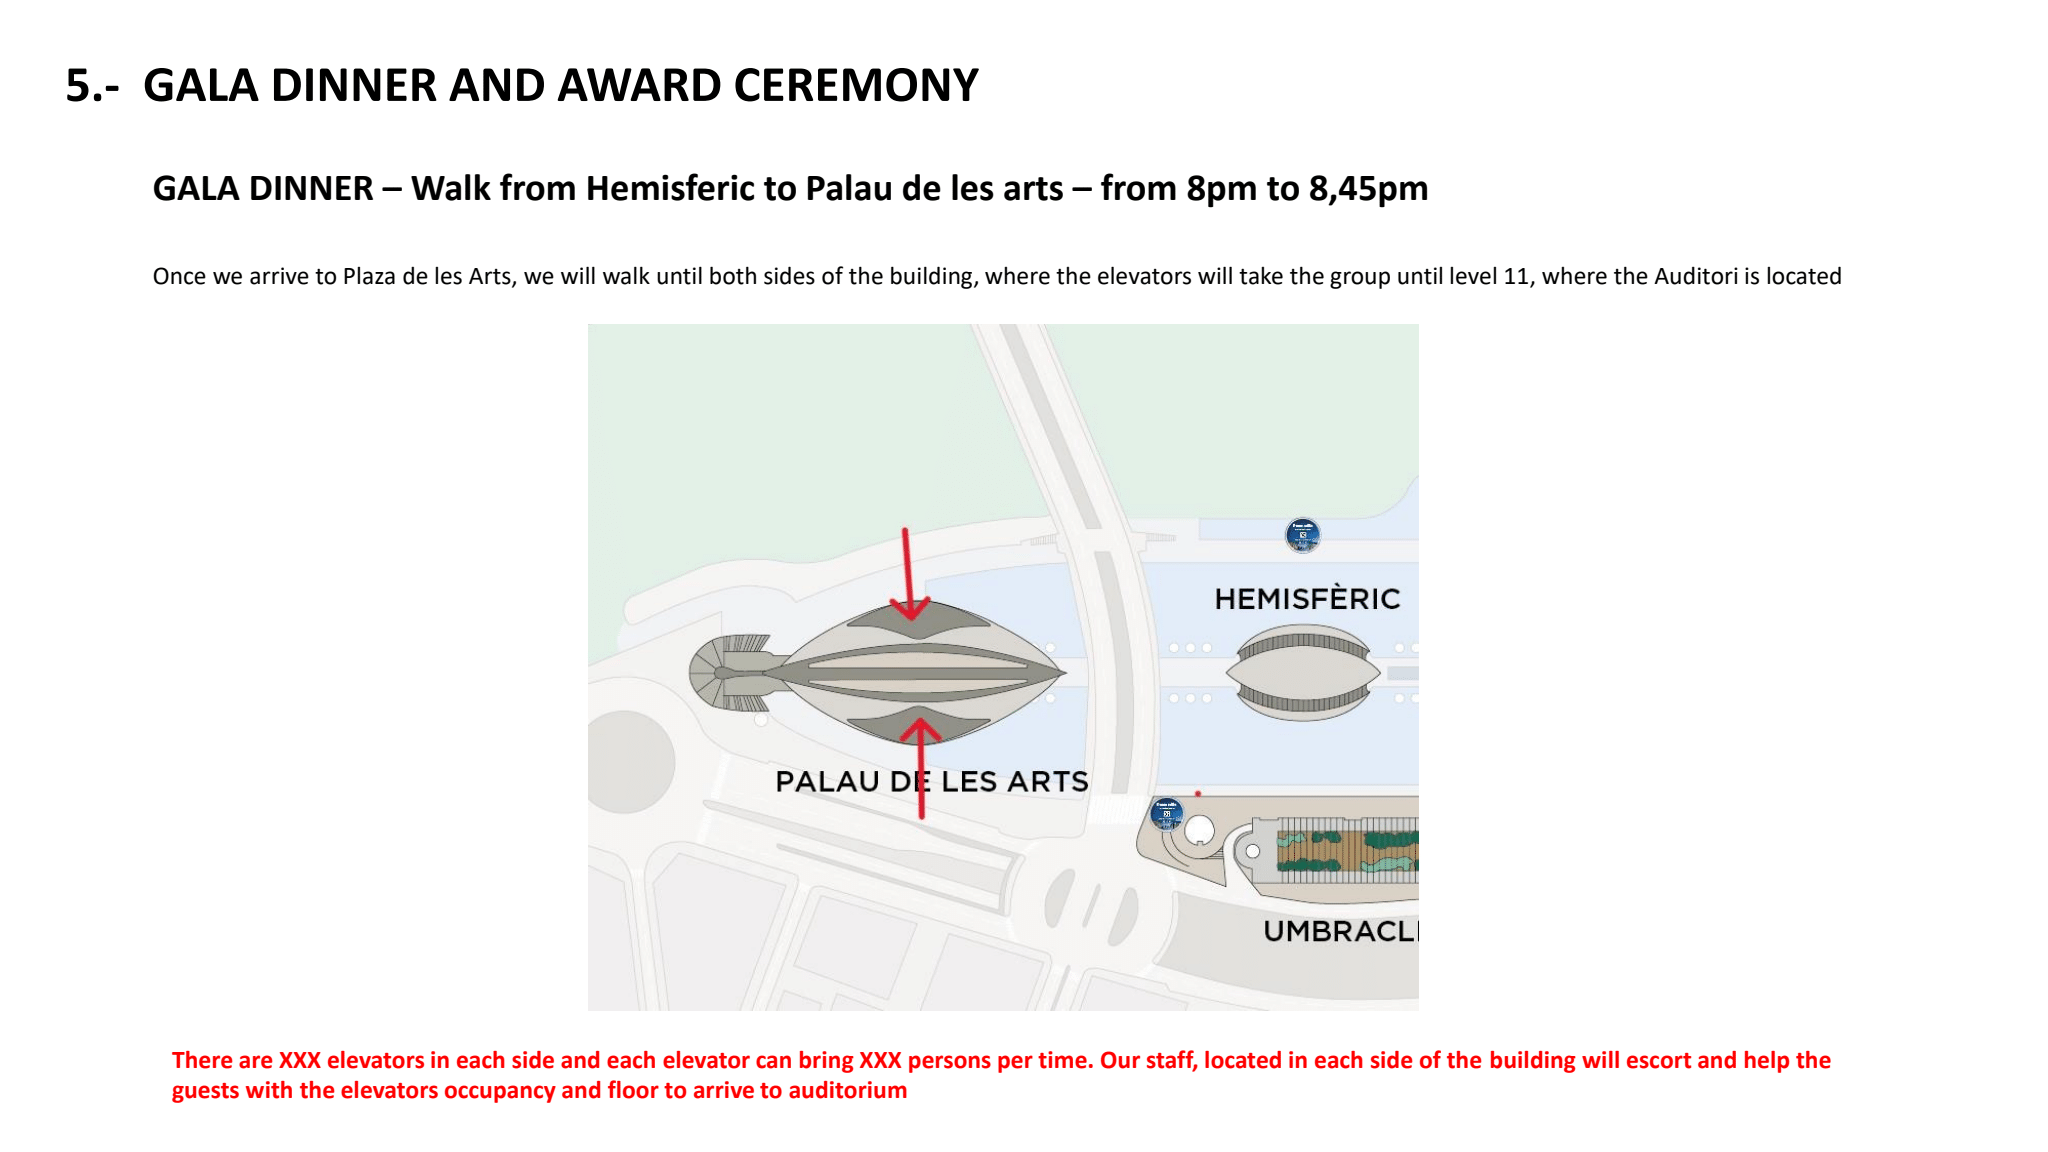 5.- GALA DINNER AND AWARD CEREMONY
GALA DINNER – Walk from Hemisferic to Palau de les arts – from 8pm to 8,45pm
Once we arrive to Plaza de les Arts, we will walk until both sides of the building, where the elevators will take the group until level 11, where the Auditori is located
HEMISFÈRIC
PALAU DE LES ARTS
UMBRACL
There are XXX elevators in each side and each elevator can bring XXX persons per time. Our staff, located in each side of the building will escort and help the
guests with the elevators occupancy and floor to arrive to auditorium